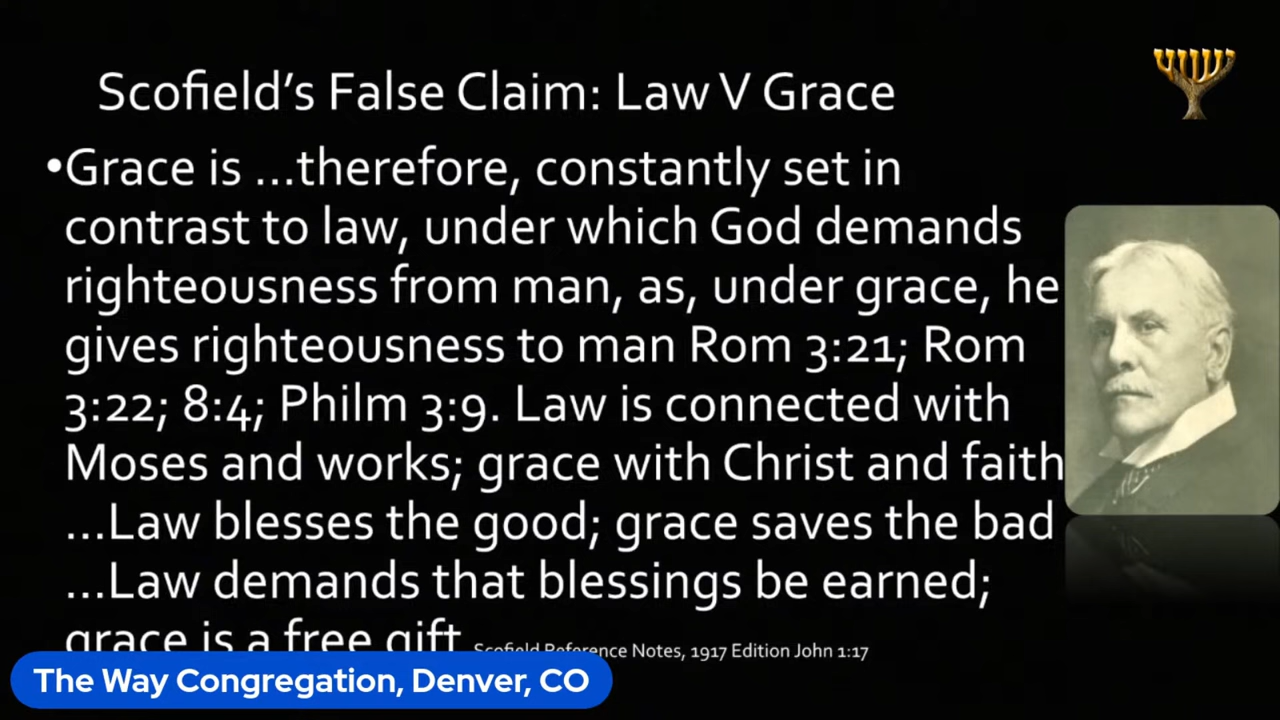 Scofield's False Claim: Law V Grace
•Grace is ...therefore, constantly set in
contrast to law, under which God demands
righteousness from man, as, under grace, he
gives righteousness to man Rom 3:21; Rom
3:22; 8:4; Philm 3:9. Law is connected with
Moses and works; grace with Christ and faith
...Law blesses the good; grace saves the bad
...Law demands that blessings be earned;
grace is a free gift Scofield Reference Notes, 1917 Edition John 1:17
The Way Congregation, Denver, CO